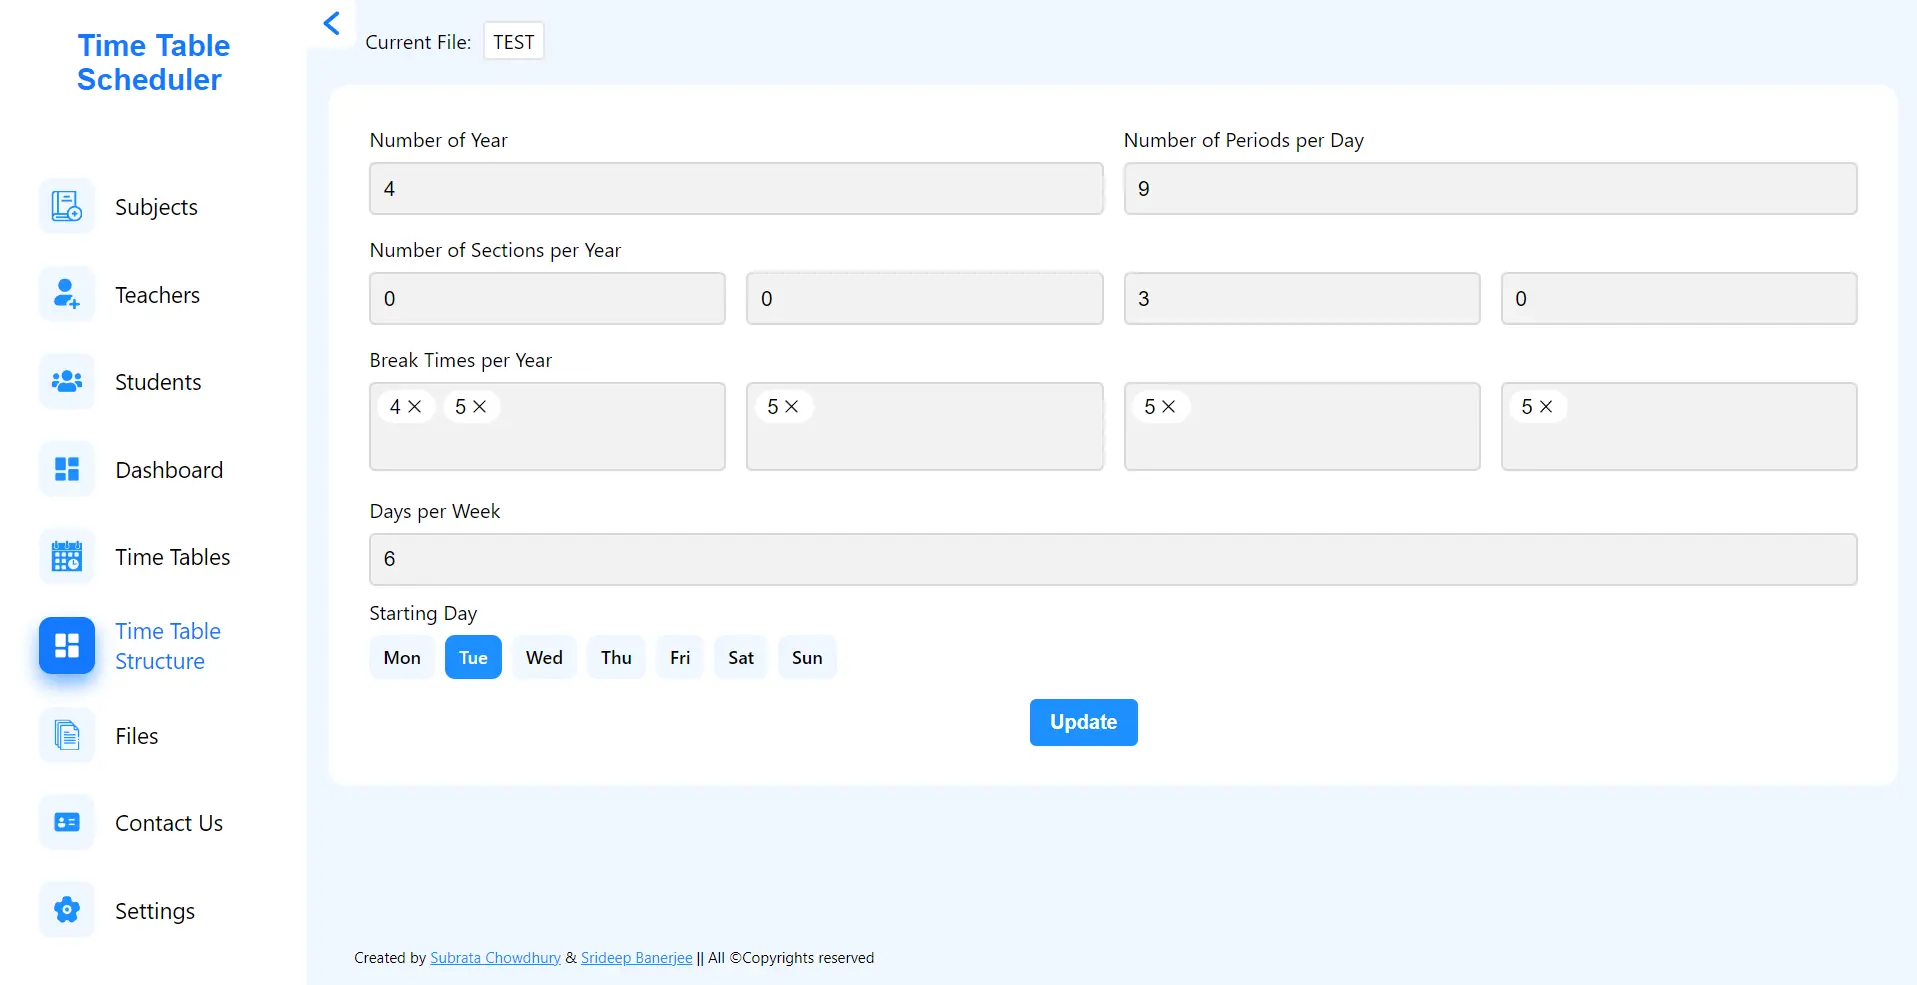 Time Table
Scheduler
Subjects
Teachers
Students
Dashboard
Time Tables
Time Table
Structure
Files
Contact Us
Settings
Current File: TEST
Number of Year
4
Number of Periods per Day
9
Number of Sections per Year
0 0 3 0
Break Times per Year
4 × 5 × 5 × 5 × 5 ×
Days per Week
6
Starting Day
Mon Tue Wed Thu Fri Sat Sun
Update
Created by Subrata Chowdhury & Srideep Banerjee || All ©Copyrights reserved